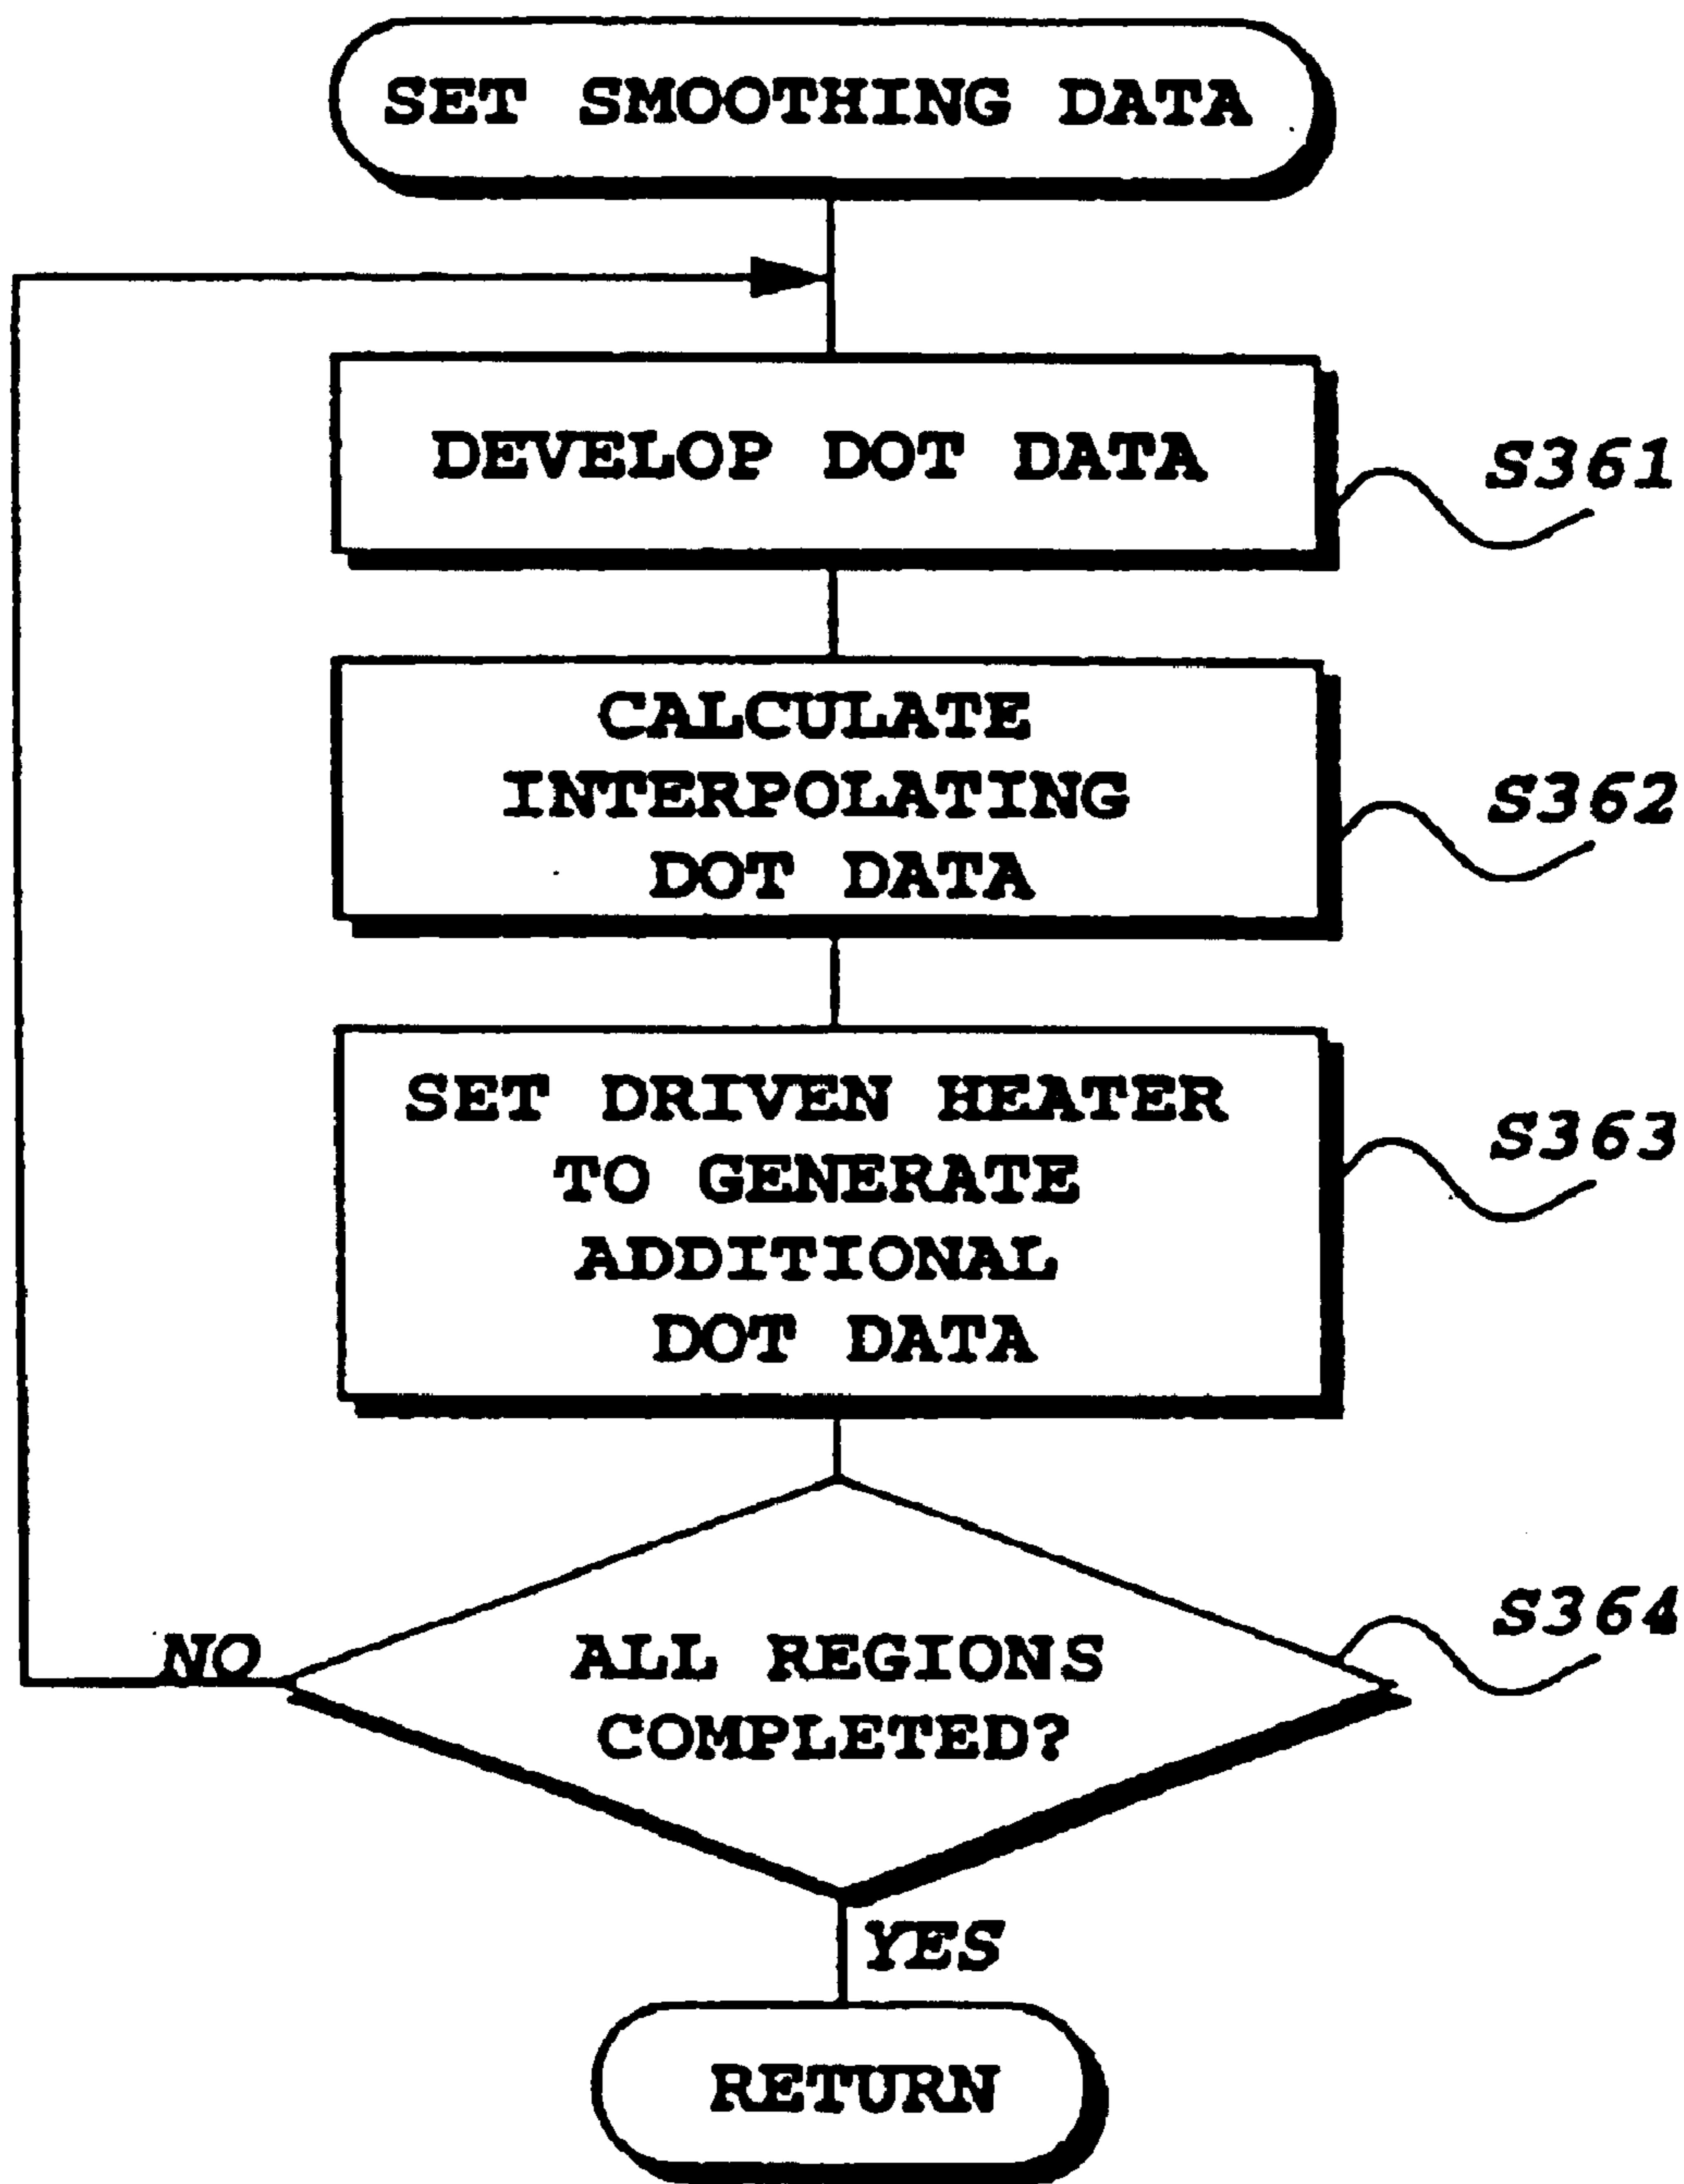 SET SMOOTHING DATA
DEVELOP DOT DATA
S361
CALCULATE
INTERPOLATING
DOT DATA
S362
SET DRIVEN HEATER
TO GENERATE
ADDITIONAL
DOT DATA
S363
ALL REGIONS
COMPLETED?
S364
NO
YES
RETURN